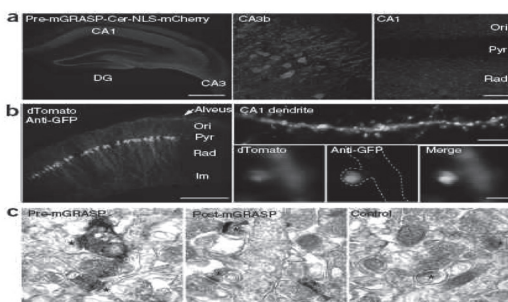 a Pre-mGRASP-Cer-NLS-mCherry
CA1
DG
CA3
CA3b
CA1
Ori
Pyr
Rad
b dTomato
Anti-GFP
Alveus
Ori
Pyr
Rad
lm
CA1 dendrite
dTomato
Anti-GFP
Merge
c Pre-mGRASP
Post-mGRASP
Control